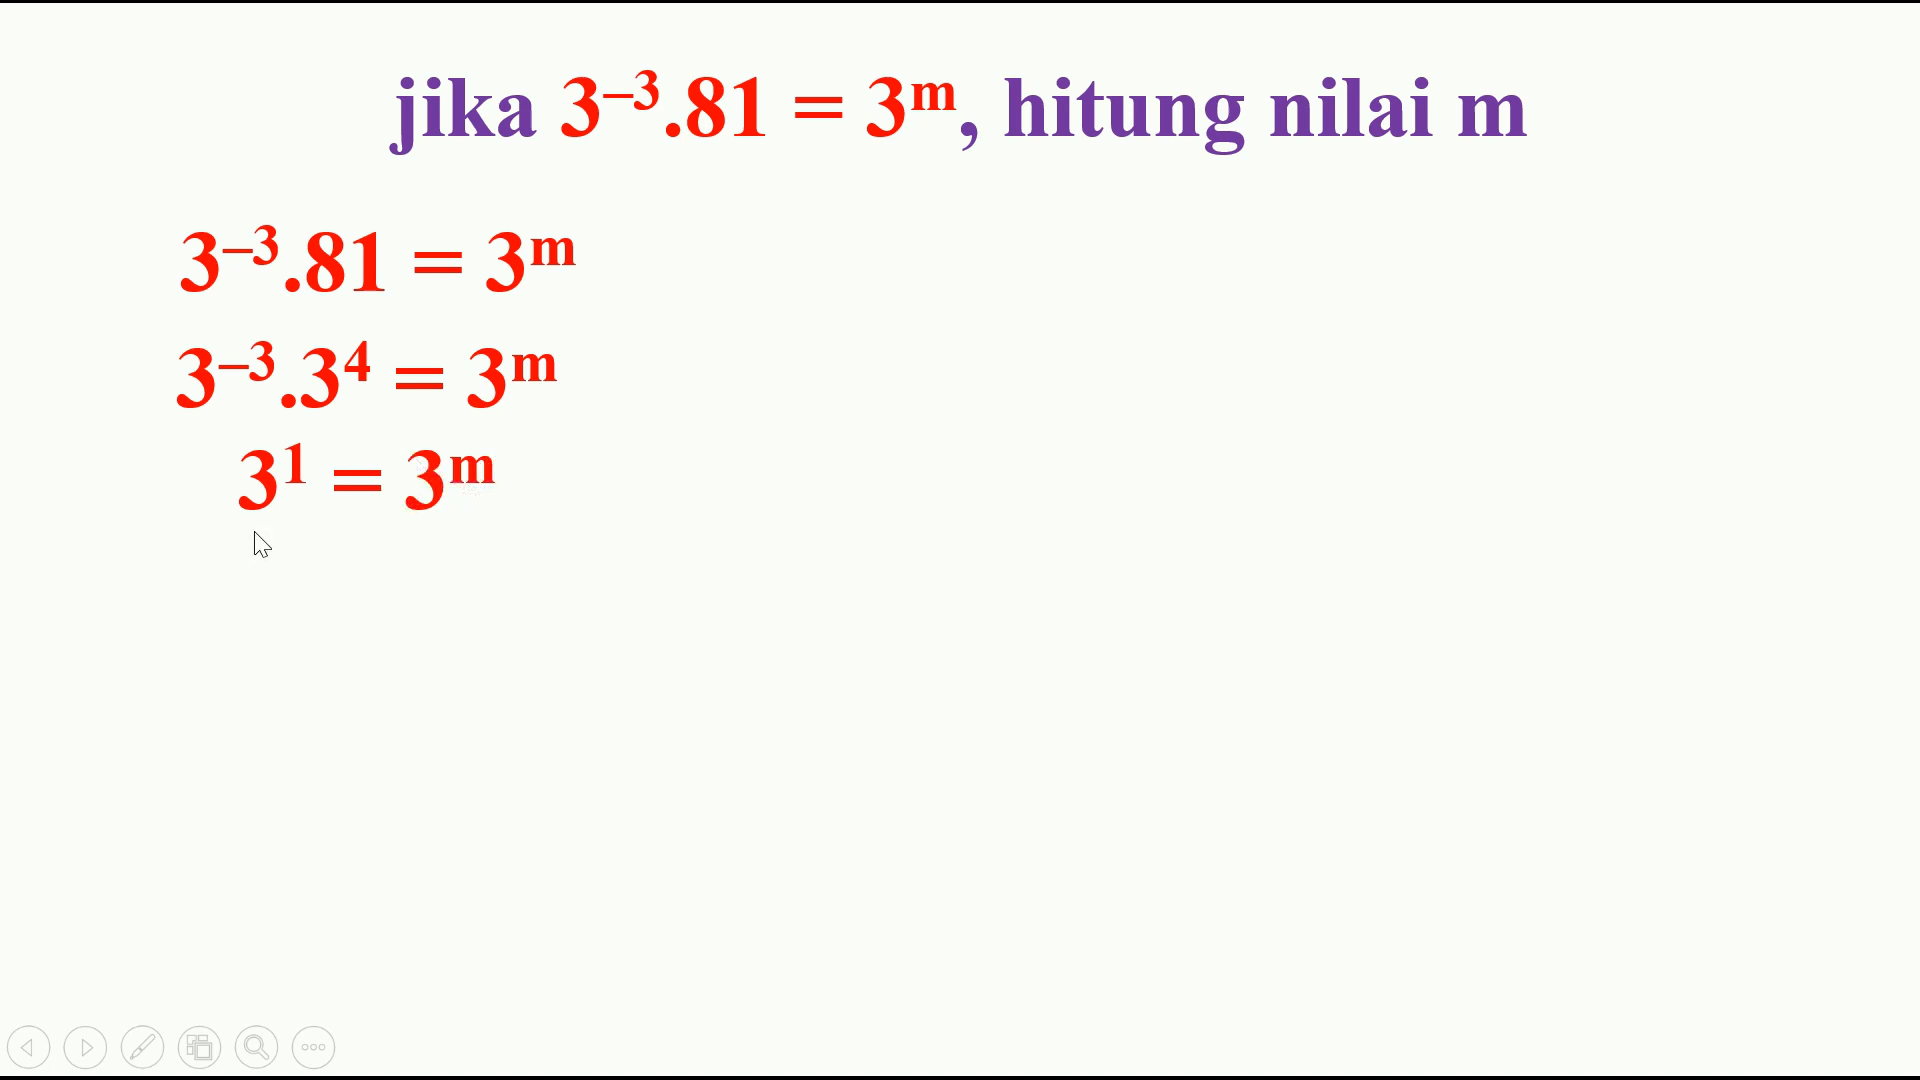 jika 3⁻³.81 = 3ᵐ, hitung nilai m
3⁻³.81 = 3ᵐ
3⁻³.3⁴ = 3ᵐ
3¹ = 3ᵐ